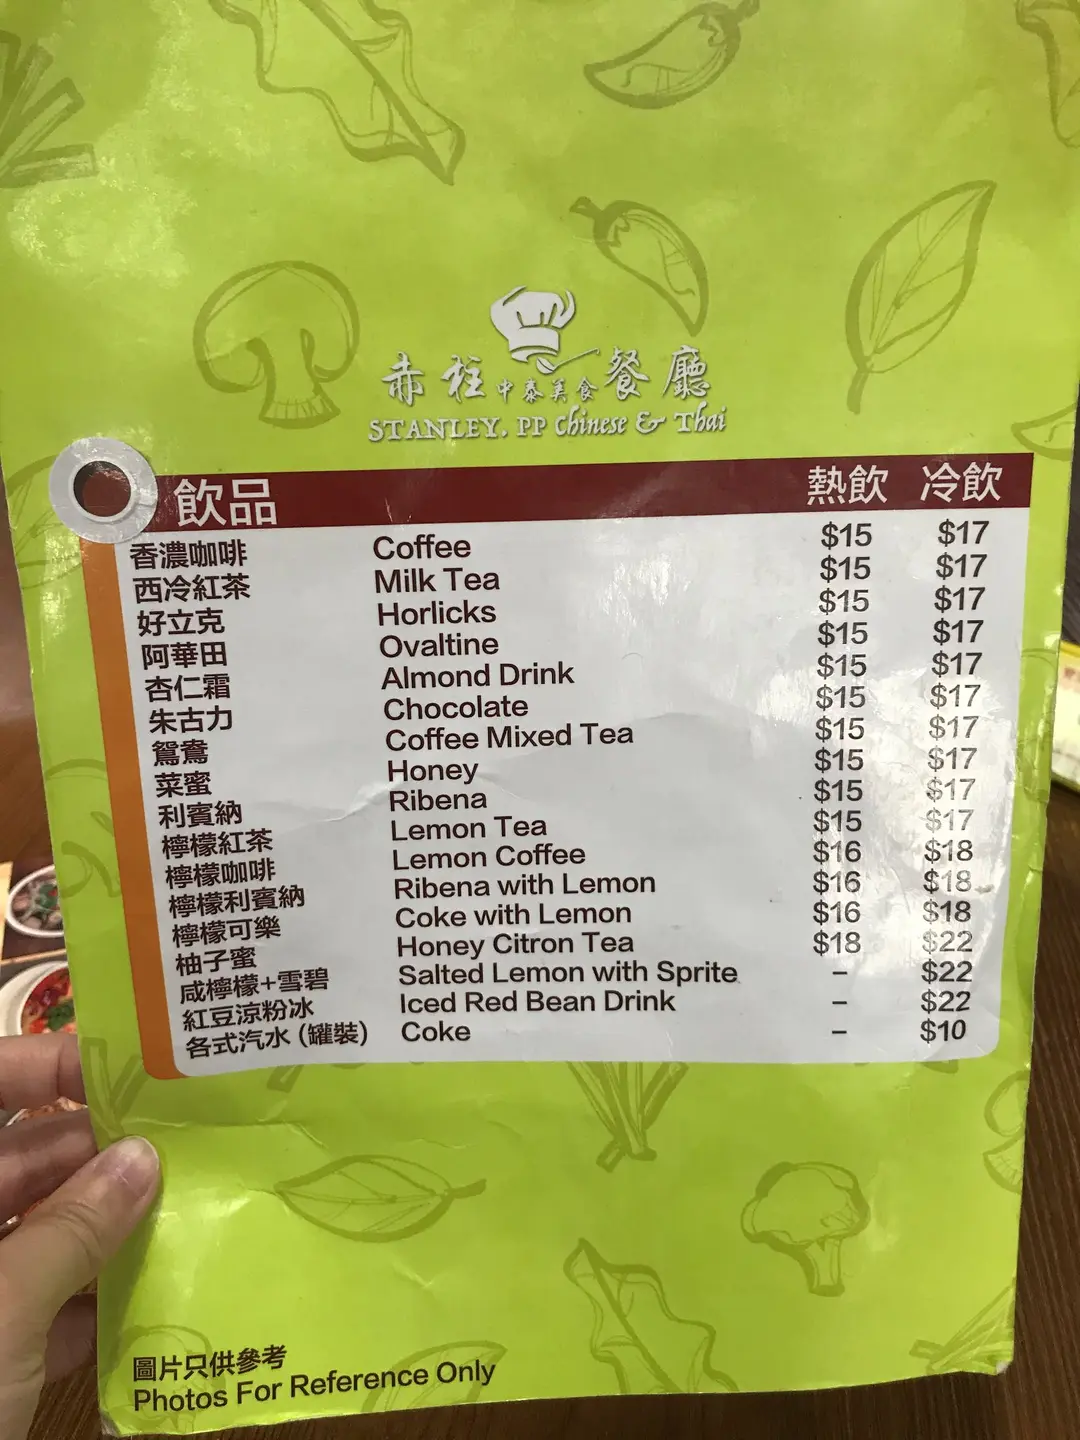 赤柱中泰美食餐廳
STANLEY. PP Chinese & Thai
飲品 熱飲 冷飲
香濃咖啡 Coffee $15 $17
西冷紅茶 Milk Tea $15 $17
好立克 Horlicks $15 $17
阿華田 Ovaltine $15 $17
杏仁霜 Almond Drink $15 $17
朱古力 Chocolate $15 $17
鴛鴦 Coffee Mixed Tea $15 $17
菜蜜 Honey $15 $17
利賓納 Ribena $15 $17
檸檬紅茶 Lemon Tea $15 $17
檸檬咖啡 Lemon Coffee $16 $18
檸檬利賓納 Ribena with Lemon $16 $18
檸檬可樂 Coke with Lemon $16 $18
柚子蜜 Honey Citron Tea $18 $22
咸檸檬+雪碧 Salted Lemon with Sprite – $22
紅豆涼粉冰 Iced Red Bean Drink – $22
各式汽水 (罐裝) Coke – $10
圖片只供參考
Photos For Reference Only